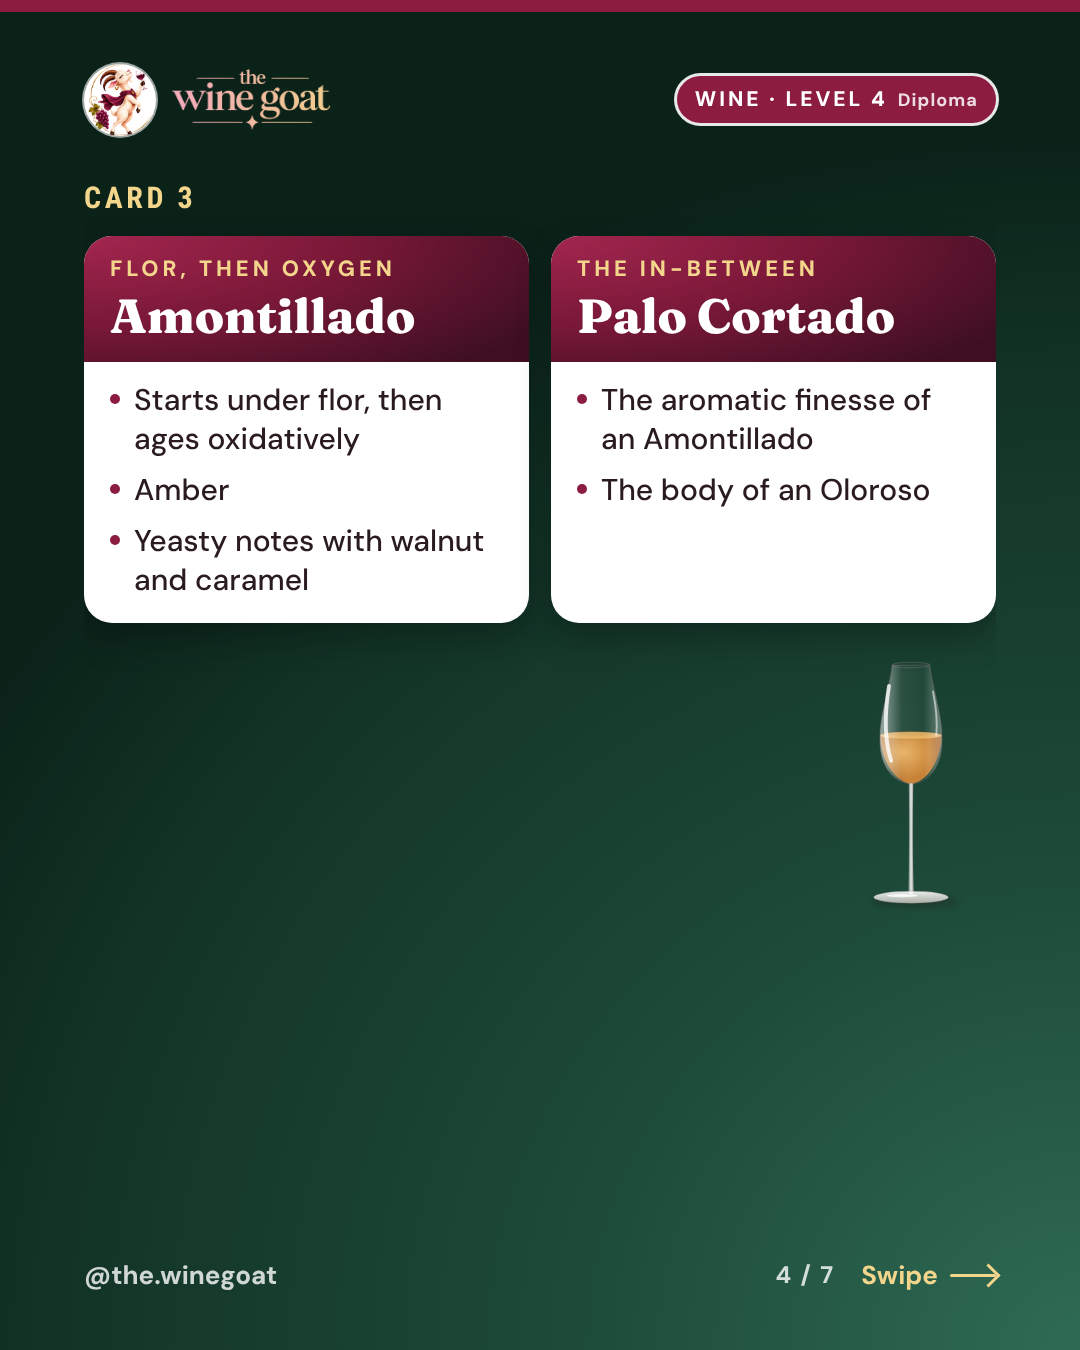 the
wine goat
WINE · LEVEL 4 Diploma
CARD 3
FLOR, THEN OXYGEN
Amontillado
• Starts under flor, then
ages oxidatively
• Amber
• Yeasty notes with walnut
and caramel
THE IN-BETWEEN
Palo Cortado
• The aromatic finesse of
an Amontillado
• The body of an Oloroso
@the.winegoat
4 / 7 Swipe